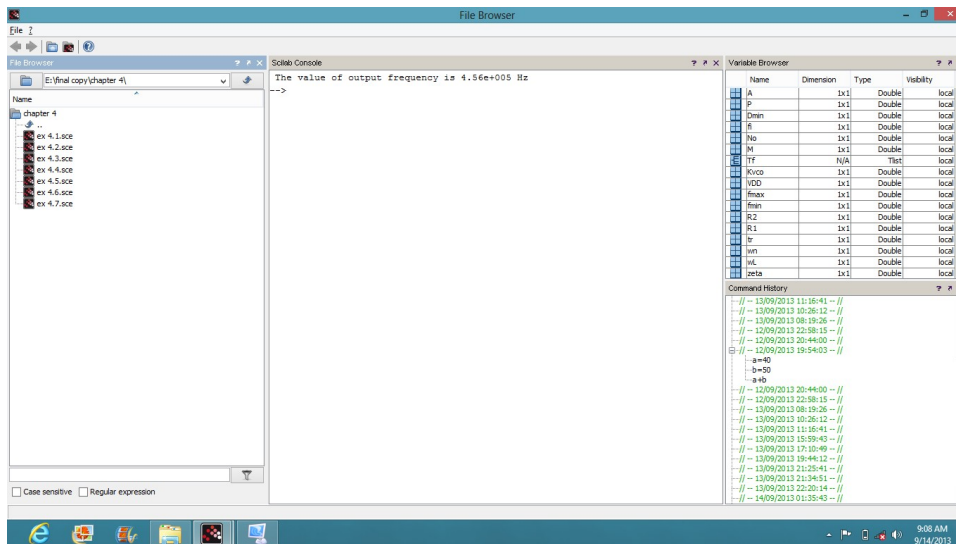 File Browser
File ?
File Browser ? ↗ X
E:\final copy\chapter 4\
Name
chapter 4
..
ex 4.1.sce
ex 4.2.sce
ex 4.3.sce
ex 4.4.sce
ex 4.5.sce
ex 4.6.sce
ex 4.7.sce
Case sensitive Regular expression
Scilab Console ? ↗ X
The value of output frequency is 4.56e+005 Hz
-->
Variable Browser ? ↗
Name Dimension Type Visibility
A 1x1 Double local
P 1x1 Double local
Dmin 1x1 Double local
fi 1x1 Double local
No 1x1 Double local
M 1x1 Double local
Tf N/A Tlist local
Kvco 1x1 Double local
VDD 1x1 Double local
fmax 1x1 Double local
fmin 1x1 Double local
R2 1x1 Double local
R1 1x1 Double local
tr 1x1 Double local
wn 1x1 Double local
wL 1x1 Double local
zeta 1x1 Double local
Command History ? ↗
// -- 13/09/2013 11:16:41 -- //
// -- 13/09/2013 10:26:12 -- //
// -- 13/09/2013 08:19:26 -- //
// -- 12/09/2013 22:58:15 -- //
// -- 12/09/2013 20:44:00 -- //
// -- 12/09/2013 19:54:03 -- //
a=40
b=50
a+b
// -- 12/09/2013 20:44:00 -- //
// -- 12/09/2013 22:58:15 -- //
// -- 13/09/2013 08:19:26 -- //
// -- 13/09/2013 10:26:12 -- //
// -- 13/09/2013 11:16:41 -- //
// -- 13/09/2013 15:59:43 -- //
// -- 13/09/2013 17:10:49 -- //
// -- 13/09/2013 19:44:12 -- //
// -- 13/09/2013 21:25:41 -- //
// -- 13/09/2013 21:34:51 -- //
// -- 13/09/2013 22:20:14 -- //
// -- 14/09/2013 01:35:43 -- //
9:08 AM
9/14/2013